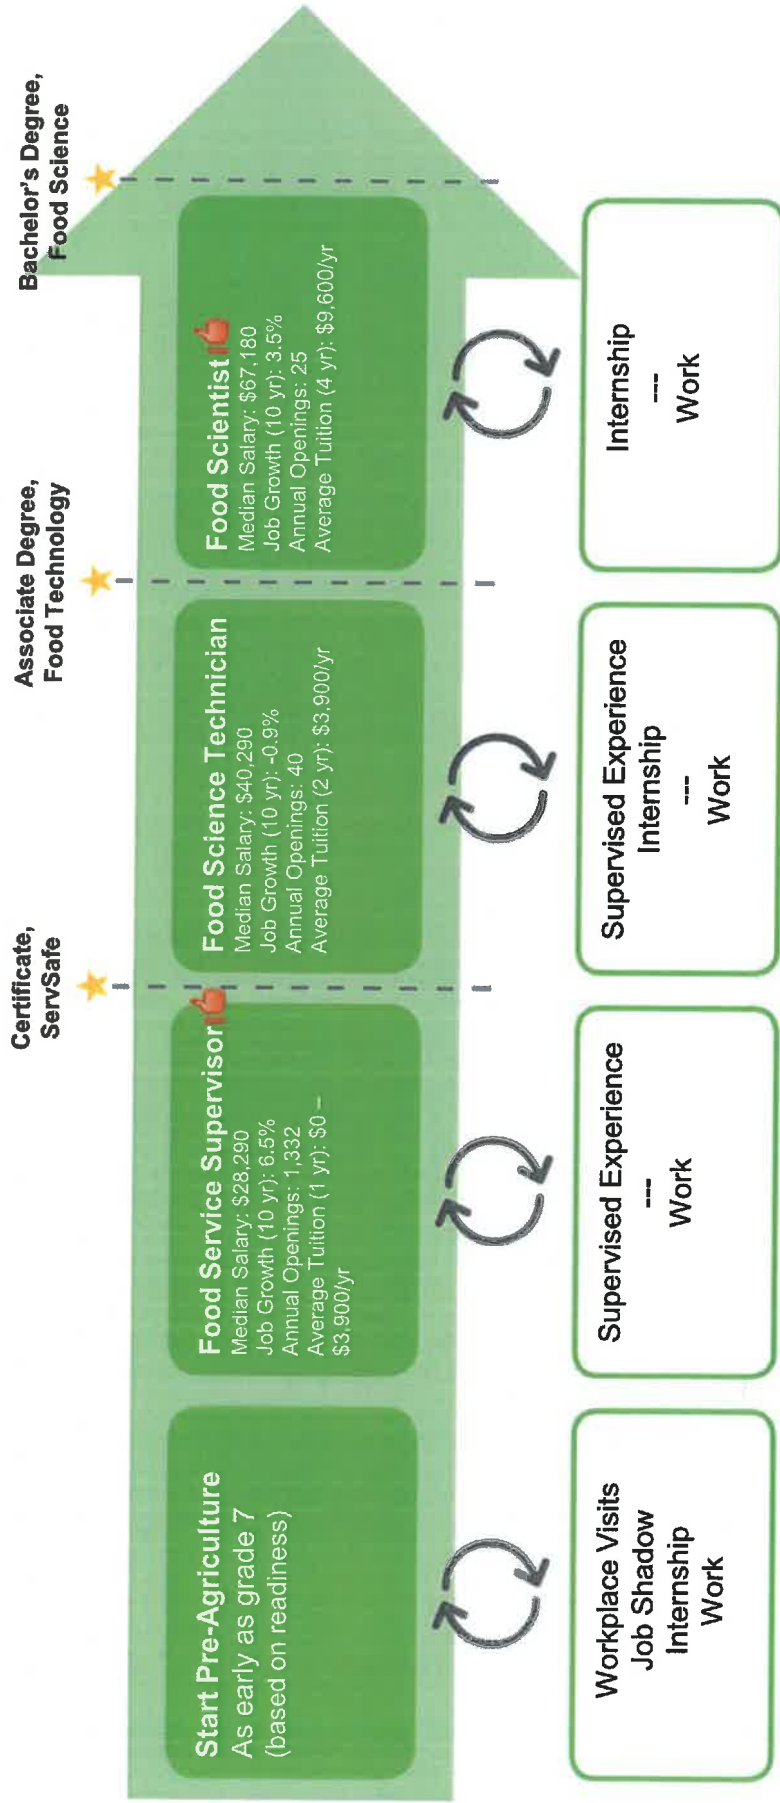 Certificate,
ServSafe
Associate Degree,
Food Technology
Bachelor's Degree,
Food Science
Start Pre-Agriculture
As early as grade 7
(based on readiness)
Food Service Supervisor
Median Salary: $28,290
Job Growth (10 yr): 6.5%
Annual Openings: 1,332
Average Tuition (1 yr): $0 –
$3,900/yr
Food Science Technician
Median Salary: $40,290
Job Growth (10 yr): -0.9%
Annual Openings: 40
Average Tuition (2 yr): $3,900/yr
Food Scientist
Median Salary: $67,180
Job Growth (10 yr): 3.5%
Annual Openings: 25
Average Tuition (4 yr): $9,600/yr
Workplace Visits
Job Shadow
Internship
Work
Supervised Experience
---
Work
Supervised Experience
Internship
---
Work
Internship
---
Work